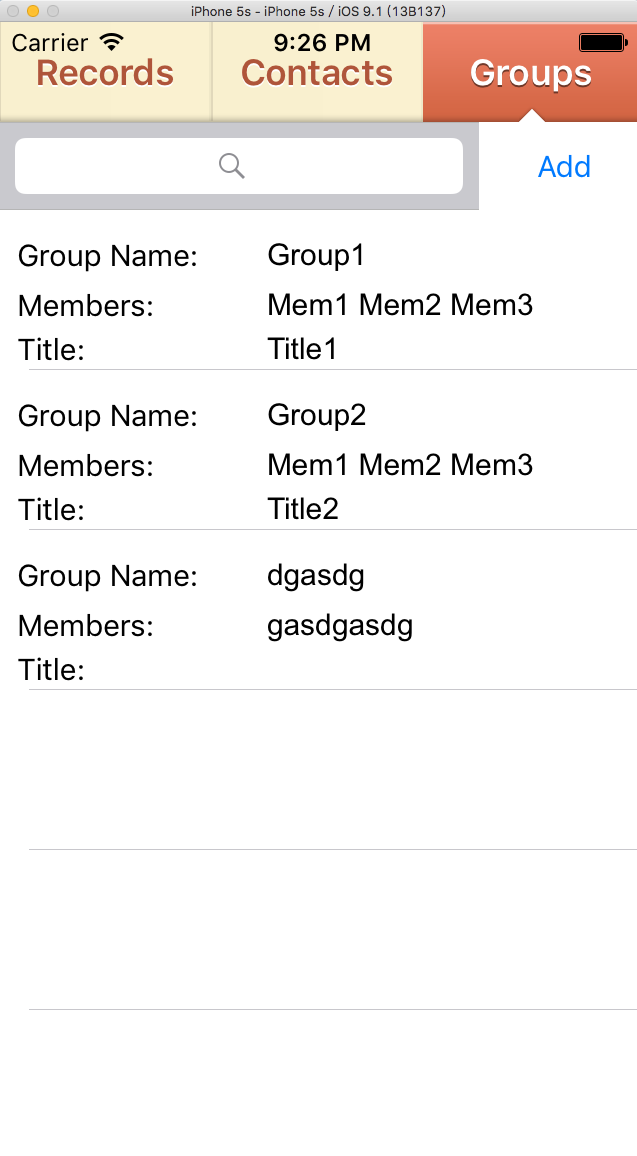 iPhone 5s - iPhone 5s / iOS 9.1 (13B137)
Carrier 9:26 PM
Records Contacts Groups
Add
Group Name: Group1
Members: Mem1 Mem2 Mem3
Title: Title1
Group Name: Group2
Members: Mem1 Mem2 Mem3
Title: Title2
Group Name: dgasdg
Members: gasdgasdg
Title: